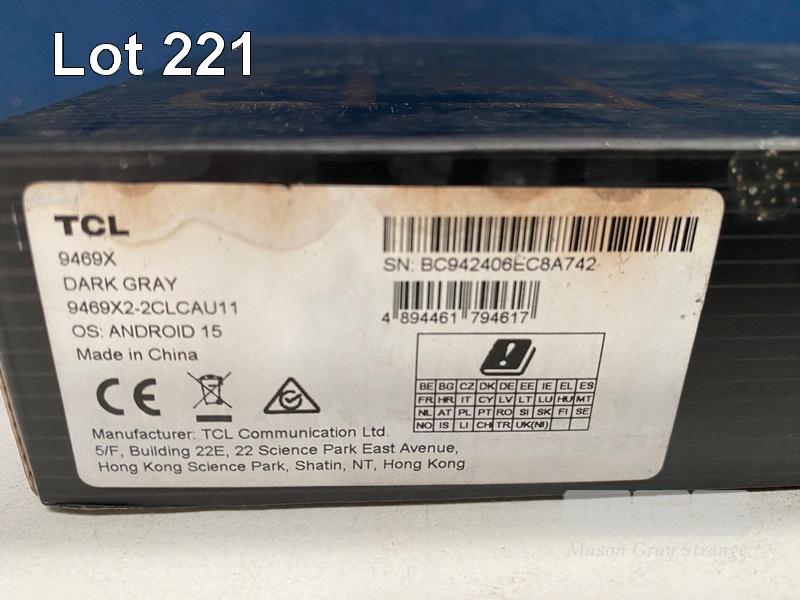 Lot 221
TCL
9469X
DARK GRAY
9469X2-2CLCAU11
OS: ANDROID 15
Made in China
CE
Manufacturer: TCL Communication Ltd.
5/F, Building 22E, 22 Science Park East Avenue,
Hong Kong Science Park, Shatin, NT, Hong Kong
SN: BC942406EC8A742
4 894461 794617
BE BG CZ DK DE EE IE EL ES
FR HR IT CY LV LT LU HU MT
NL AT PL PT RO SI SK FI SE
NO IS LI CH TR UK(NI)
Mason Gray Strange